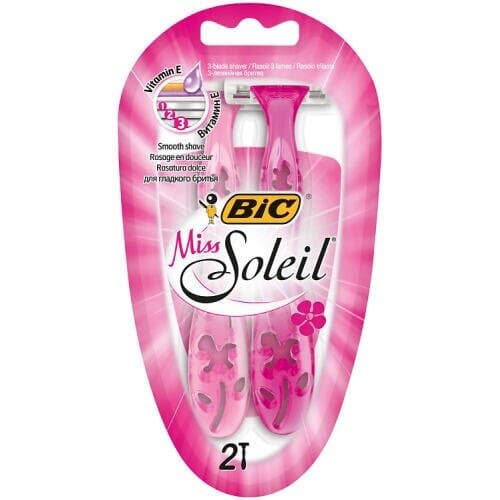 3-blade shaver / Rasoir 3 lames / Rasoio trilama
3-лезвийная бритва
Vitamin E
1
2
3
Витамин Е
Smooth shave
Rasage en douceur
Rasatura dolce
для гладкого бритья
BIC
Miss
Soleil
2